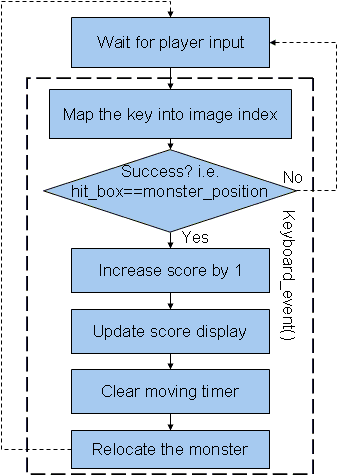 Wait for player input
Map the key into image index
Success? i.e.
hit_box==monster_position
No
Yes
Keyboard_event()
Increase score by 1
Update score display
Clear moving timer
Relocate the monster